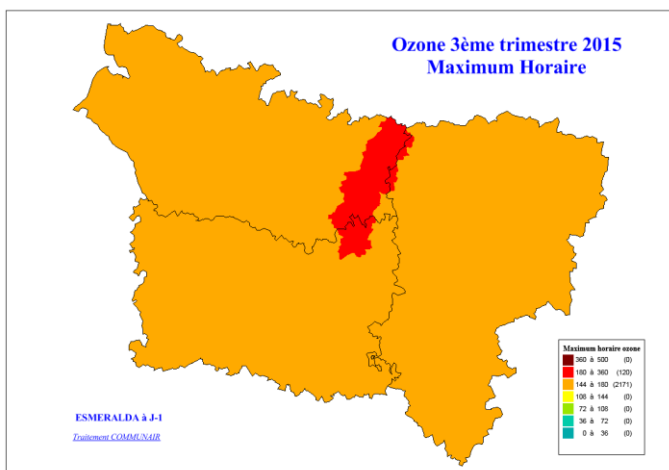 Ozone 3ème trimestre 2015
Maximum Horaire
Maximum horaire ozone
360 à 500 (0)
180 à 360 (120)
144 à 180 (2171)
108 à 144 (0)
72 à 108 (0)
36 à 72 (0)
0 à 36 (0)
ESMERALDA à J-1
Traitement COMMUNAIR